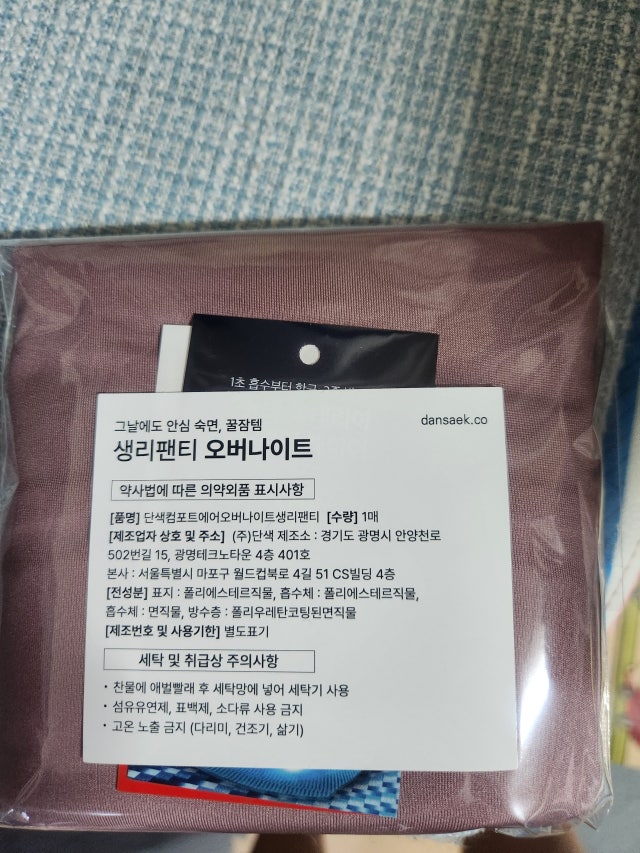 1초 흡수부터
dansaek.co
그날에도 안심 숙면, 꿀잠템
생리팬티 오버나이트
약사법에 따른 의약외품 표시사항
[품명] 단색컴포트에어오버나이트생리팬티 [수량] 1매
[제조업자 상호 및 주소] (주)단색 제조소 : 경기도 광명시 안양천로
502번길 15, 광명테크노타운 4층 401호
본사 : 서울특별시 마포구 월드컵북로 4길 51 CS빌딩 4층
[전성분] 표지 : 폴리에스테르직물, 흡수체 : 폴리에스테르직물,
흡수체 : 면직물, 방수층 : 폴리우레탄코팅된면직물
[제조번호 및 사용기한] 별도표기
세탁 및 취급상 주의사항
• 찬물에 애벌빨래 후 세탁망에 넣어 세탁기 사용
• 섬유유연제, 표백제, 소다류 사용 금지
• 고온 노출 금지 (다리미, 건조기, 삶기)